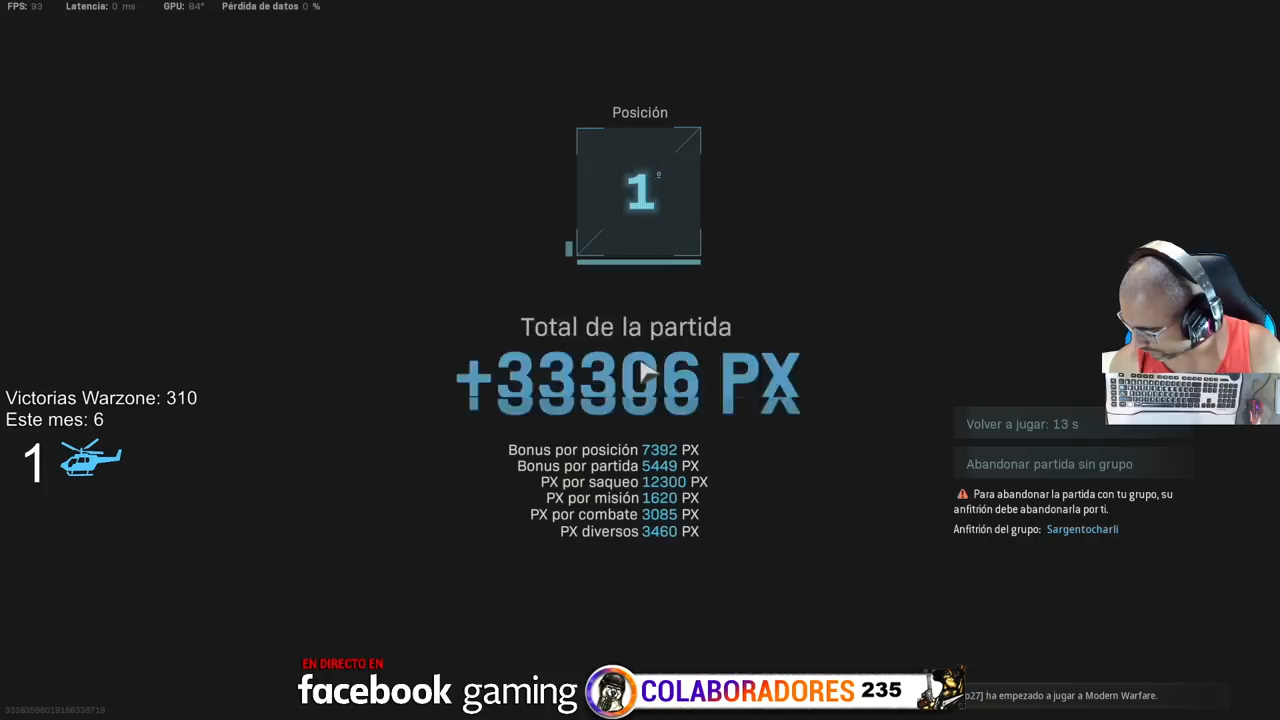 FPS: 93 Latencia: 0 ms GPU: 84° Pérdida de datos 0 %
Posición
1º
Total de la partida
+33306 PX
Bonus por posición 7392 PX
Bonus por partida 5449 PX
PX por saqueo 12300 PX
PX por misión 1620 PX
PX por combate 3085 PX
PX diversos 3460 PX
Victorias Warzone: 310
Este mes: 6
1
Volver a jugar: 13 s
Abandonar partida sin grupo
Para abandonar la partida con tu grupo, su
anfitrión debe abandonarla por ti.
Anfitrión del grupo: Sargentocharli
EN DIRECTO EN
facebook gaming
COLABORADORES 235
o27] ha empezado a jugar a Modern Warfare.